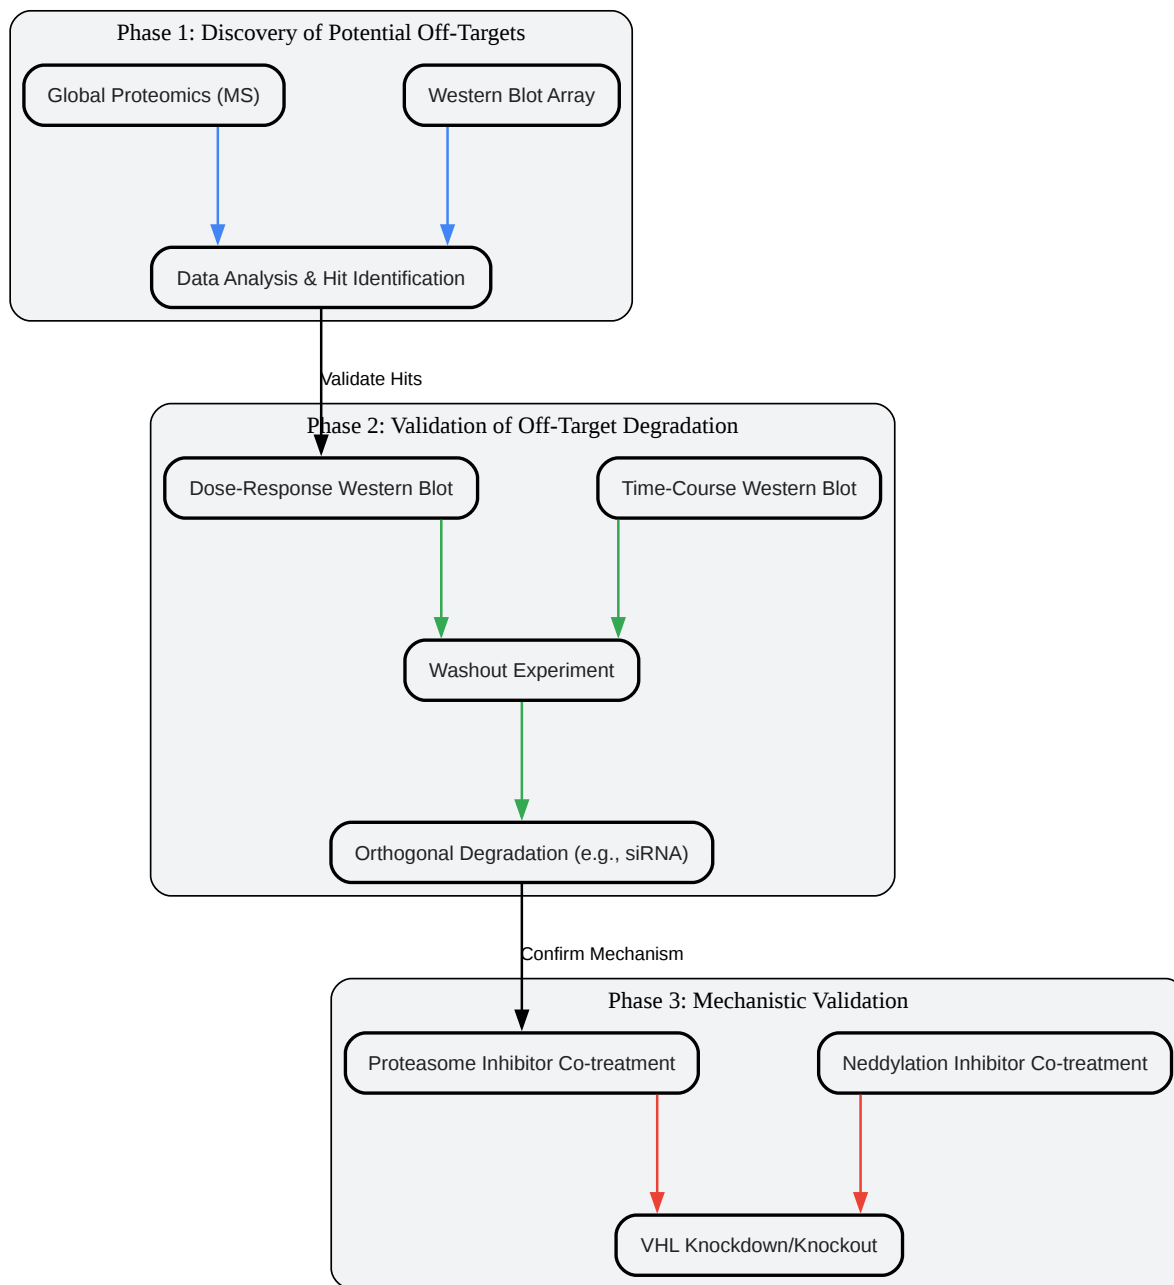 Phase 1: Discovery of Potential Off-Targets
Global Proteomics (MS)
Western Blot Array
Data Analysis & Hit Identification
Validate Hits
Phase 2: Validation of Off-Target Degradation
Dose-Response Western Blot
Time-Course Western Blot
Washout Experiment
Orthogonal Degradation (e.g., siRNA)
Confirm Mechanism
Phase 3: Mechanistic Validation
Proteasome Inhibitor Co-treatment
Neddylation Inhibitor Co-treatment
VHL Knockdown/Knockout